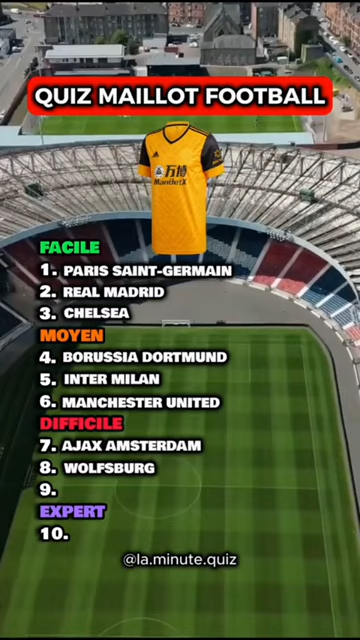 QUIZ MAILLOT FOOTBALL
万博
ManBetX
FACILE
1. PARIS SAINT-GERMAIN
2. REAL MADRID
3. CHELSEA
MOYEN
4. BORUSSIA DORTMUND
5. INTER MILAN
6. MANCHESTER UNITED
DIFFICILE
7. AJAX AMSTERDAM
8. WOLFSBURG
9.
EXPERT
10.
@la.minute.quiz